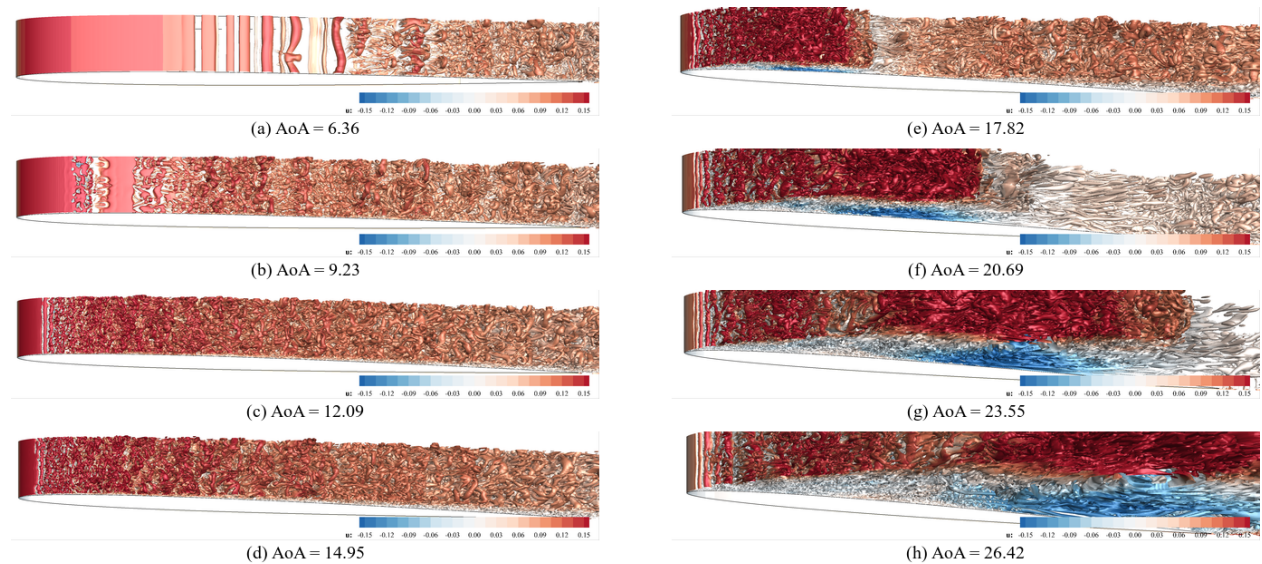 u: -0.15 -0.12 -0.09 -0.06 -0.03 0.00 0.03 0.06 0.09 0.12 0.15
(a) AoA = 6.36
u: -0.15 -0.12 -0.09 -0.06 -0.03 0.00 0.03 0.06 0.09 0.12 0.15
(b) AoA = 9.23
u: -0.15 -0.12 -0.09 -0.06 -0.03 0.00 0.03 0.06 0.09 0.12 0.15
(c) AoA = 12.09
u: -0.15 -0.12 -0.09 -0.06 -0.03 0.00 0.03 0.06 0.09 0.12 0.15
(d) AoA = 14.95
u: -0.15 -0.12 -0.09 -0.06 -0.03 0.00 0.03 0.06 0.09 0.12 0.15
(e) AoA = 17.82
u: -0.15 -0.12 -0.09 -0.06 -0.03 0.00 0.03 0.06 0.09 0.12 0.15
(f) AoA = 20.69
u: -0.15 -0.12 -0.09 -0.06 -0.03 0.00 0.03 0.06 0.09 0.12 0.15
(g) AoA = 23.55
u: -0.15 -0.12 -0.09 -0.06 -0.03 0.00 0.03 0.06 0.09 0.12 0.15
(h) AoA = 26.42